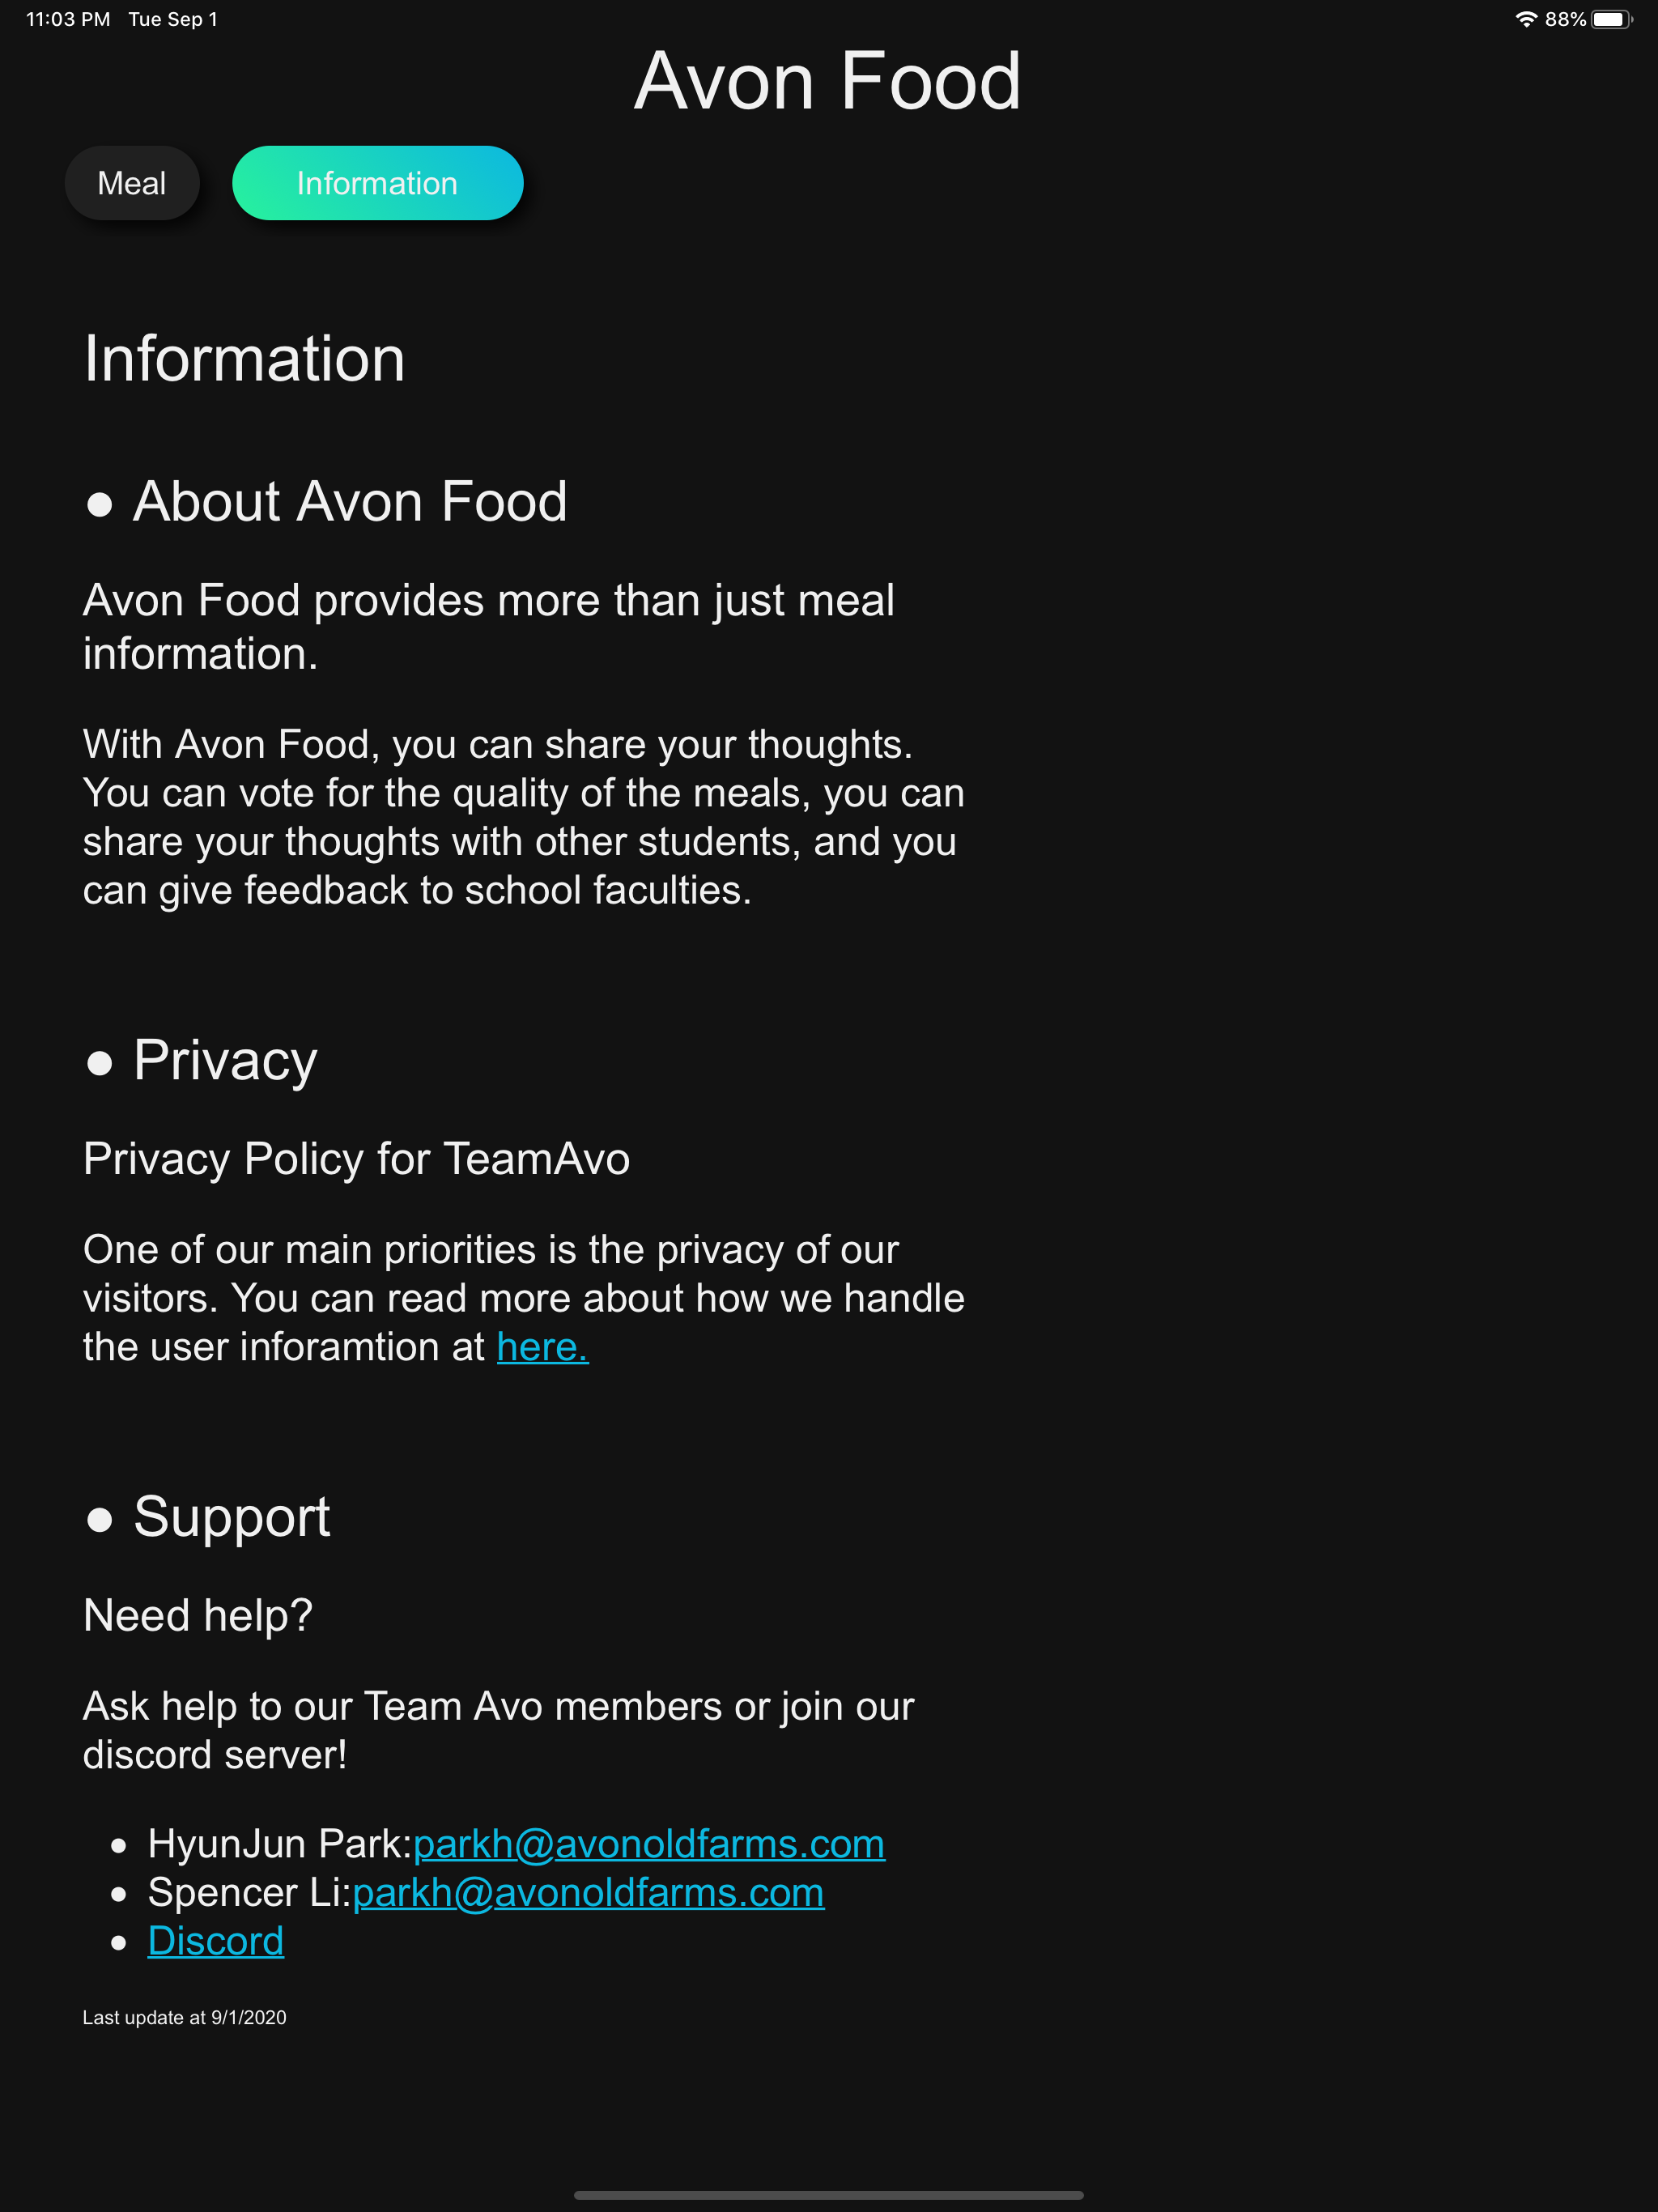 11:03 PM Tue Sep 1 88%
Avon Food
Meal Information
Information
● About Avon Food
Avon Food provides more than just meal
information.
With Avon Food, you can share your thoughts.
You can vote for the quality of the meals, you can
share your thoughts with other students, and you
can give feedback to school faculties.
● Privacy
Privacy Policy for TeamAvo
One of our main priorities is the privacy of our
visitors. You can read more about how we handle
the user inforamtion at here.
● Support
Need help?
Ask help to our Team Avo members or join our
discord server!
• HyunJun Park:parkh@avonoldfarms.com
• Spencer Li:parkh@avonoldfarms.com
• Discord
Last update at 9/1/2020